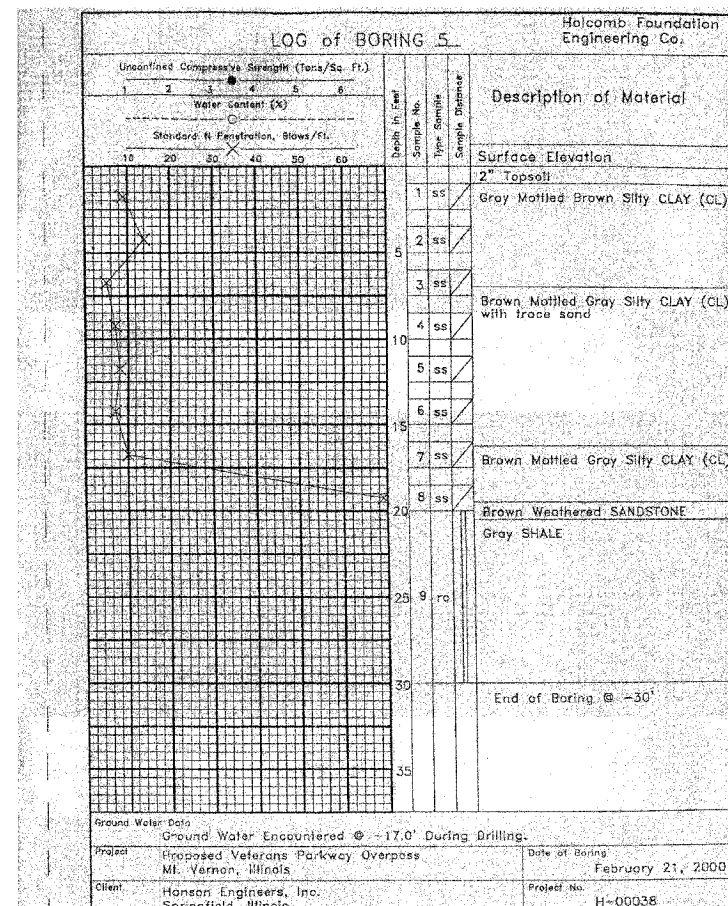 LOG of BORING 5
Holcomb Foundation
Engineering Co.
Unconfined Compressive Strength (Tons/Sq. Ft.)
1 2 3 4 5 6
Water Content (%)
Standard N Penetration, Blows/Ft.
10 20 30 40 50 60
Depth in Feet
Sample No.
Type Sample
Sample Distance
Description of Material
Surface Elevation
2" Topsoil
1 ss
Gray Mottled Brown Silty CLAY (CL)
2 ss
5
3 ss
Brown Mottled Gray Silty CLAY (CL)
with trace sand
4 ss
10
5 ss
6 ss
15
7 ss
Brown Mottled Gray Silty CLAY (CL)
8 ss
20
Brown Weathered SANDSTONE
Gray SHALE
25 9 rc
30
End of Boring @ -30'
35
Ground Water Data
Ground Water Encountered @ -17.0' During Drilling.
Project
Proposed Veterans Parkway Overpass
Mt. Vernon, Illinois
Date of Boring
February 21, 2000
Client
Hanson Engineers, Inc.
Springfield, Illinois
Project No.
H-00038